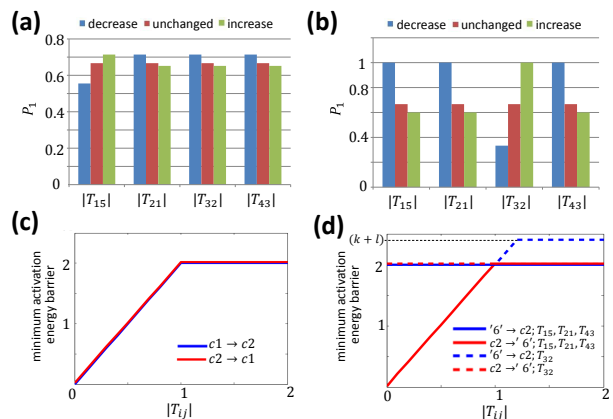 (a)
decrease unchanged increase
0.8
0.6
0.4
0.2
0
P₁
|T₁₅| |T₂₁| |T₃₂| |T₄₃|
(b)
decrease unchanged increase
1
0.8
0.6
0.4
0
P₁
|T₁₅| |T₂₁| |T₃₂| |T₄₃|
(c)
minimum activation
energy barrier
2
1
0
0 1 2
|Tᵢⱼ|
c1 → c2
c2 → c1
(d)
minimum activation
energy barrier
(k + l)
2
1
0 1 2
|Tᵢⱼ|
'6' → c2; T₁₅, T₂₁, T₄₃
c2 →' 6'; T₁₅, T₂₁, T₄₃
'6' → c2; T₃₂
c2 →' 6'; T₃₂